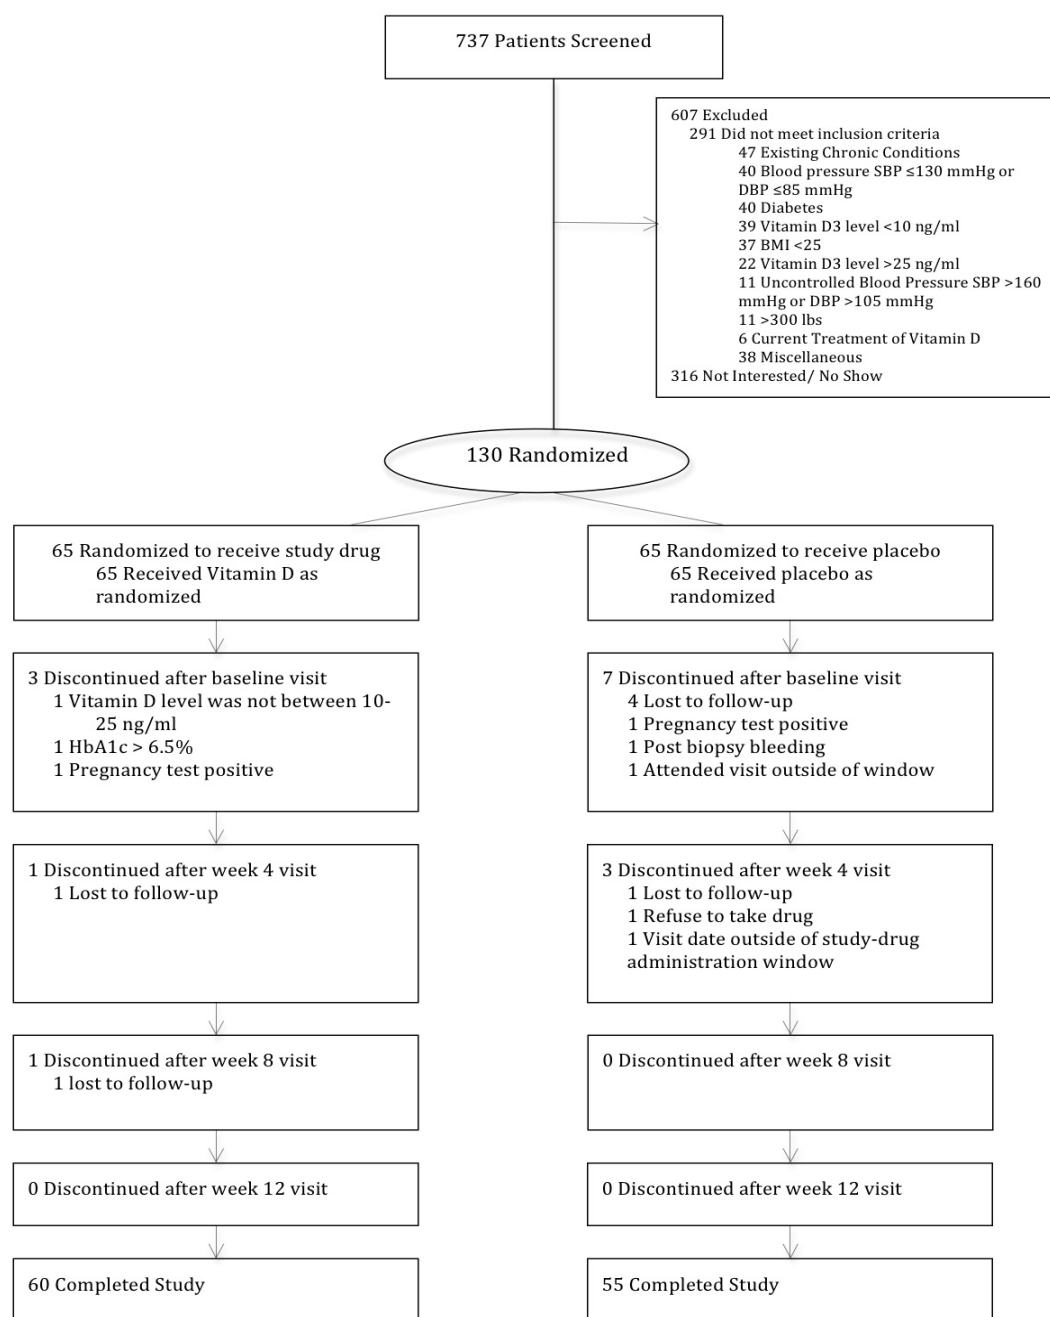 737 Patients Screened
607 Excluded
291 Did not meet inclusion criteria
47 Existing Chronic Conditions
40 Blood pressure SBP ≤130 mmHg or
DBP ≤85 mmHg
40 Diabetes
39 Vitamin D3 level <10 ng/ml
37 BMI <25
22 Vitamin D3 level >25 ng/ml
11 Uncontrolled Blood Pressure SBP >160
mmHg or DBP >105 mmHg
11 >300 lbs
6 Current Treatment of Vitamin D
38 Miscellaneous
316 Not Interested/ No Show
130 Randomized
65 Randomized to receive study drug
65 Received Vitamin D as
randomized
65 Randomized to receive placebo
65 Received placebo as
randomized
3 Discontinued after baseline visit
1 Vitamin D level was not between 10-
25 ng/ml
1 HbA1c > 6.5%
1 Pregnancy test positive
7 Discontinued after baseline visit
4 Lost to follow-up
1 Pregnancy test positive
1 Post biopsy bleeding
1 Attended visit outside of window
1 Discontinued after week 4 visit
1 Lost to follow-up
3 Discontinued after week 4 visit
1 Lost to follow-up
1 Refuse to take drug
1 Visit date outside of study-drug
administration window
1 Discontinued after week 8 visit
1 lost to follow-up
0 Discontinued after week 8 visit
0 Discontinued after week 12 visit
0 Discontinued after week 12 visit
60 Completed Study
55 Completed Study